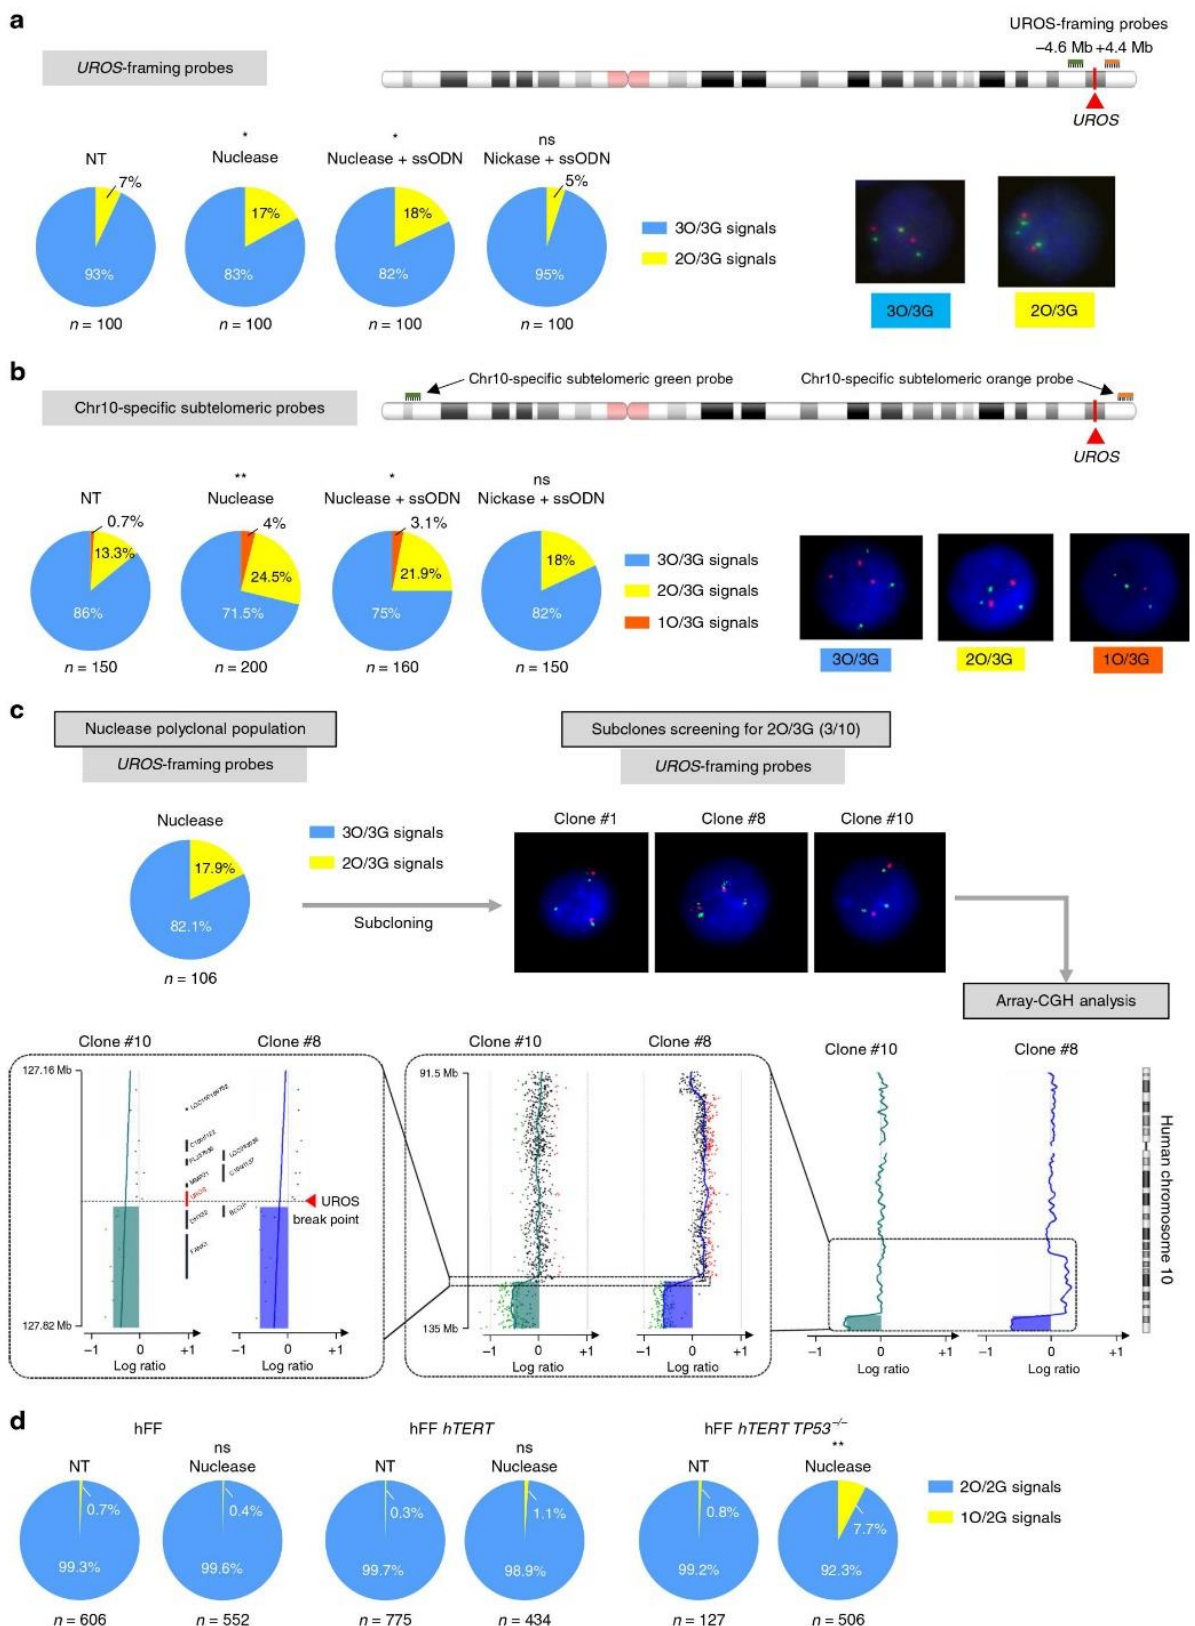 a
UROS-framing probes
UROS-framing probes
−4.6 Mb +4.4 Mb
UROS
NT
*
Nuclease
*
Nuclease + ssODN
ns
Nickase + ssODN
7%
93%
17%
83%
18%
82%
5%
95%
n = 100
n = 100
n = 100
n = 100
3O/3G signals
2O/3G signals
3O/3G
2O/3G
b
Chr10-specific subtelomeric probes
Chr10-specific subtelomeric green probe
Chr10-specific subtelomeric orange probe
UROS
NT
**
Nuclease
*
Nuclease + ssODN
ns
Nickase + ssODN
0.7%
13.3%
86%
4%
24.5%
71.5%
3.1%
21.9%
75%
18%
82%
n = 150
n = 200
n = 160
n = 150
3O/3G signals
2O/3G signals
1O/3G signals
3O/3G
2O/3G
1O/3G
c
Nuclease polyclonal population
UROS-framing probes
Subclones screening for 2O/3G (3/10)
UROS-framing probes
Nuclease
17.9%
82.1%
n = 106
3O/3G signals
2O/3G signals
Subcloning
Clone #1
Clone #8
Clone #10
Array-CGH analysis
Clone #10
Clone #8
127.16 Mb
127.62 Mb
UROS
UROS
break point
−1 0 +1
Log ratio
−1 0 +1
Log ratio
Clone #10
Clone #8
91.5 Mb
135 Mb
−1 0 +1
Log ratio
−1 0 +1
Log ratio
Clone #10
Clone #8
−1 0 +1
Log ratio
−1 0 +1
Log ratio
Human chromosome 10
d
hFF
hFF hTERT
hFF hTERT TP53−/−
NT
ns
Nuclease
NT
ns
Nuclease
NT
**
Nuclease
0.7%
99.3%
0.4%
99.6%
0.3%
99.7%
1.1%
98.9%
0.8%
99.2%
7.7%
92.3%
n = 606
n = 552
n = 775
n = 434
n = 127
n = 506
2O/2G signals
1O/2G signals